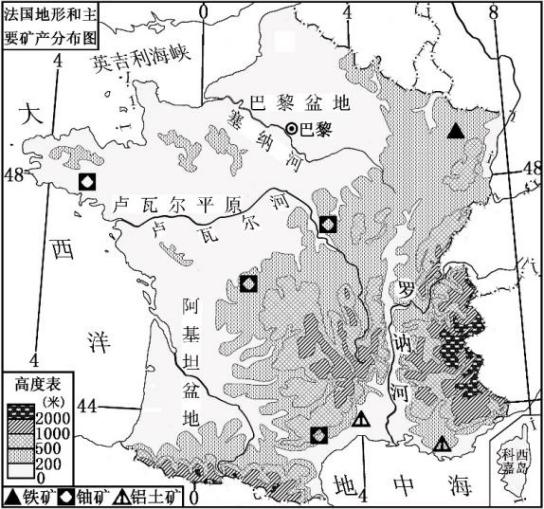 法国地形和主
要矿产分布图
0
4
8
4
英吉利海峡
大
西
洋
巴黎盆地
巴黎
塞纳河
48
48
卢瓦尔平原
卢瓦尔河
罗讷河
阿基坦盆地
4
44
高度表
(米)
2000
1000
500
200
0
0
4
地中海
科西嘉岛
铁矿
铀矿
铝土矿